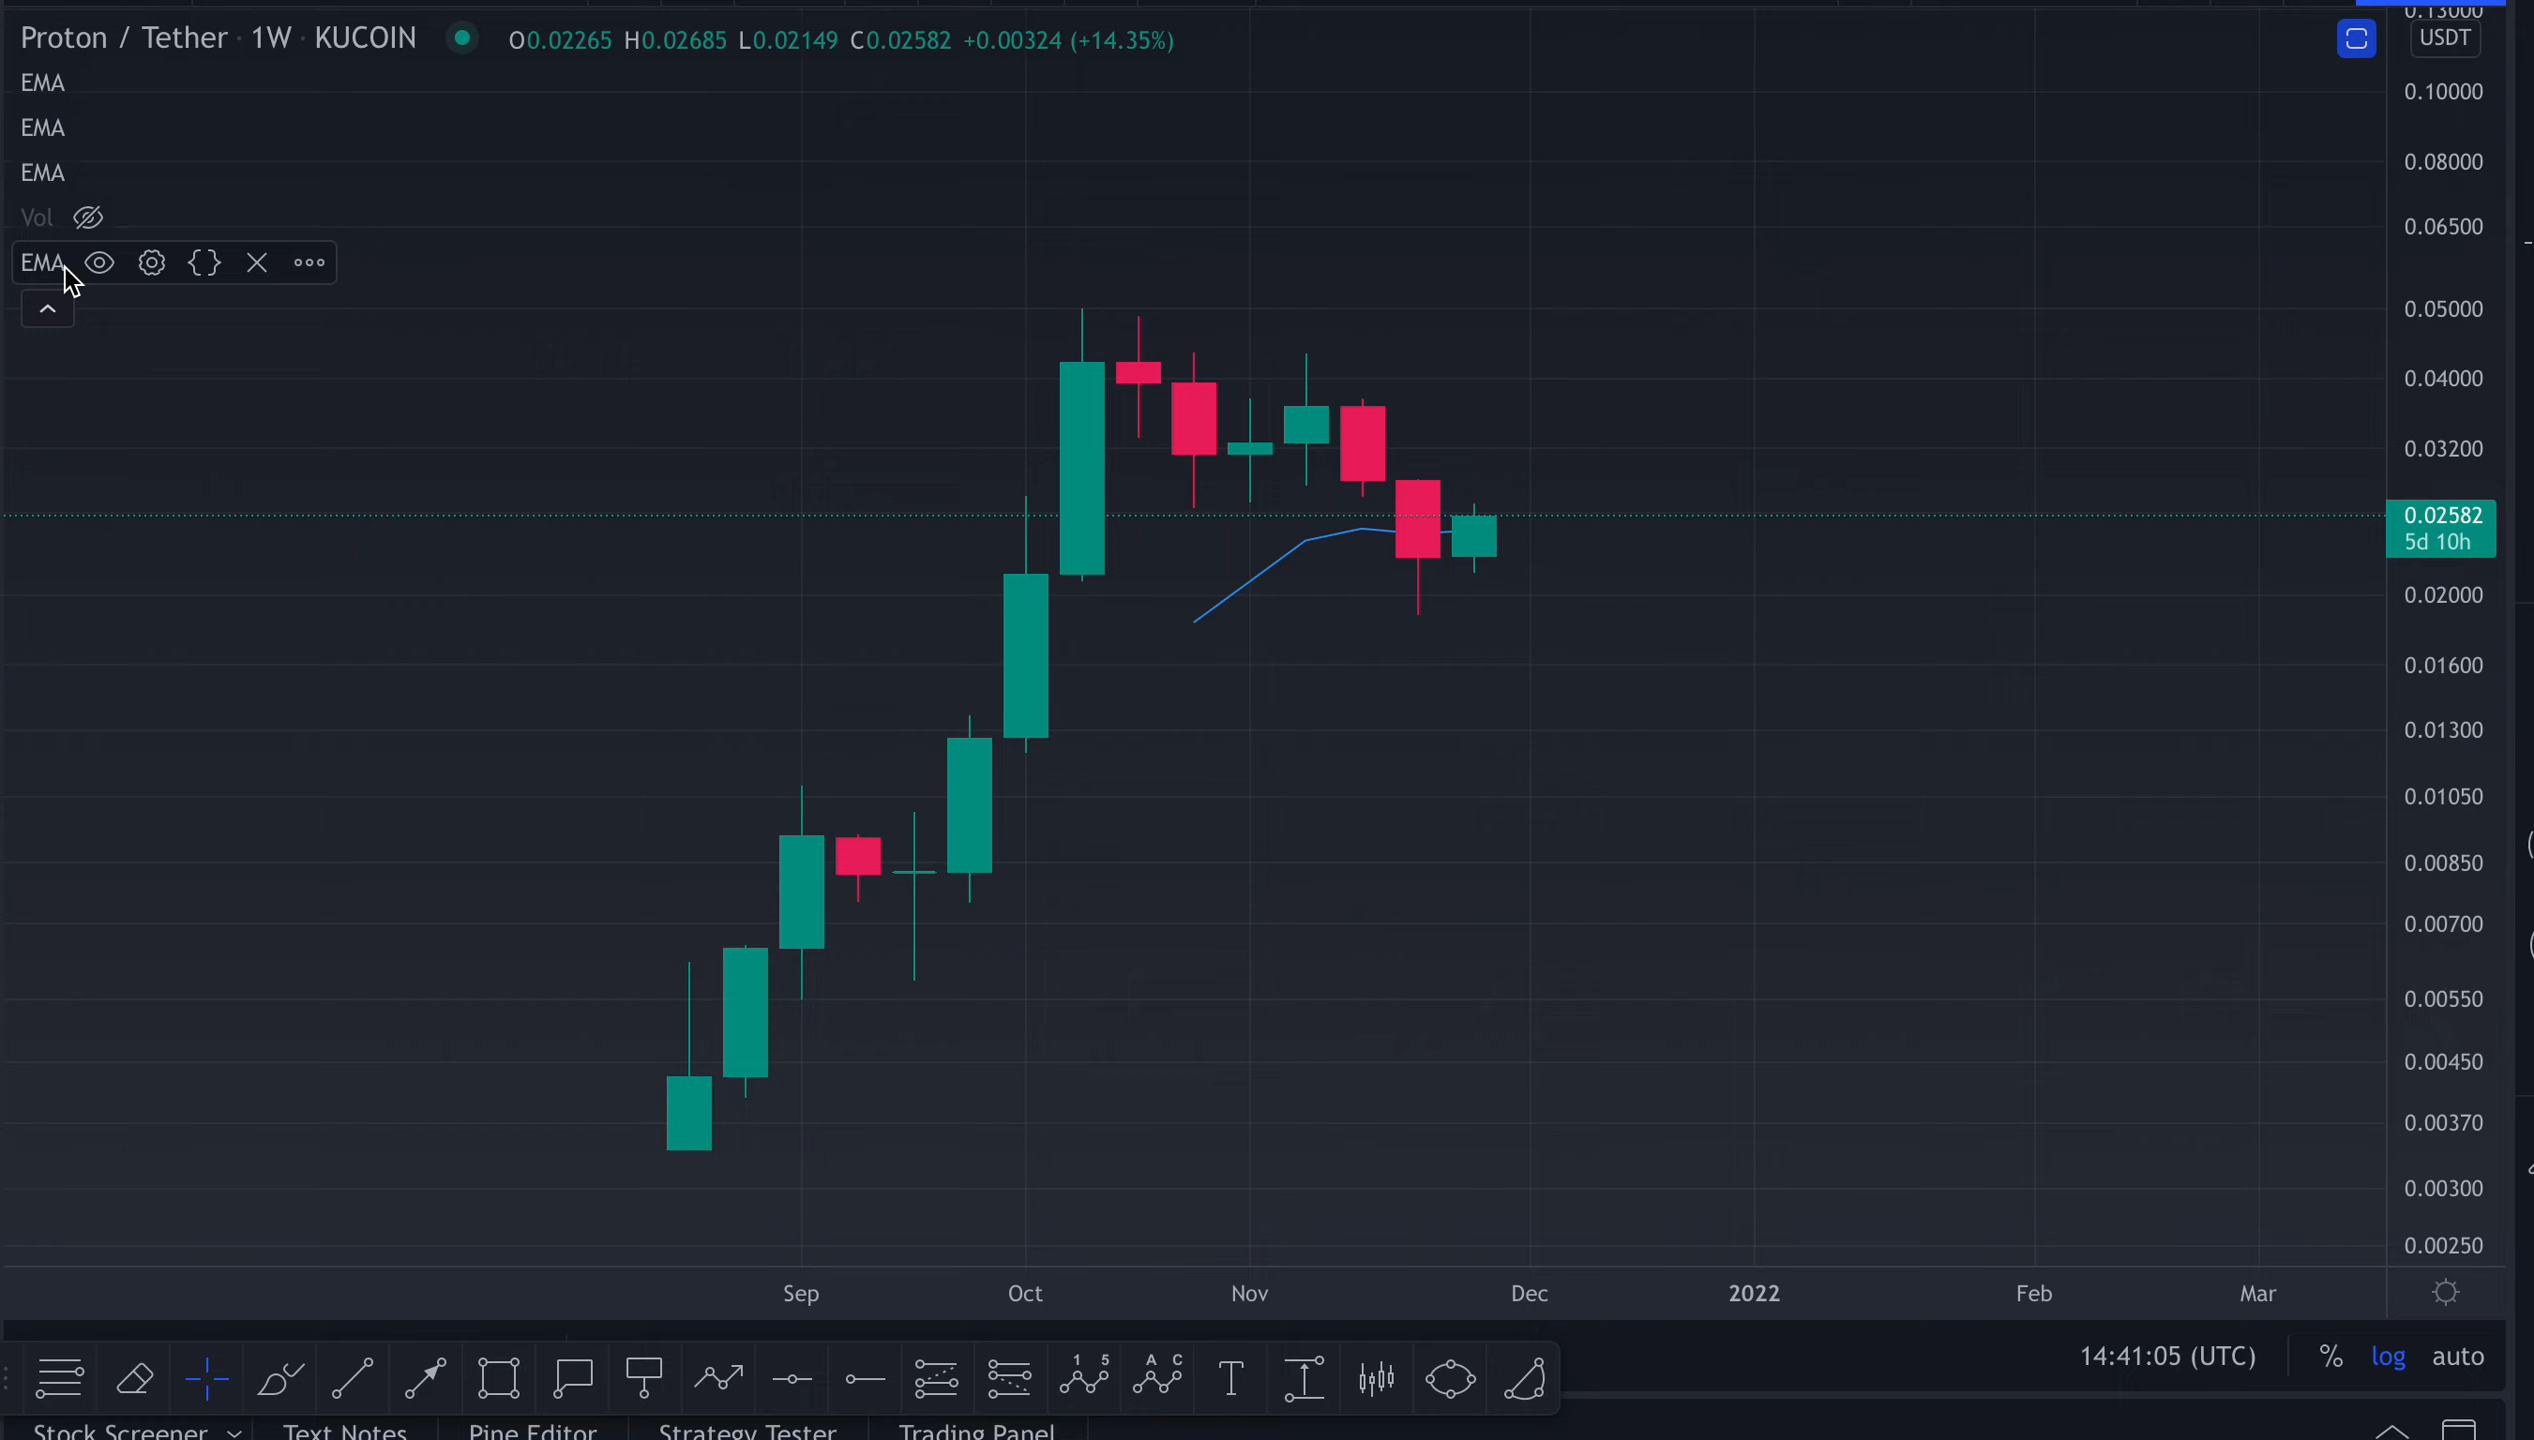 Proton / Tether · 1W · KUCOIN O0.02265 H0.02685 L0.02149 C0.02582 +0.00324 (+14.35%)
USDT
EMA
EMA
EMA
Vol
EMA
0.13000
0.10000
0.08000
0.06500
0.05000
0.04000
0.03200
0.02582
5d 10h
0.02000
0.01600
0.01300
0.01050
0.00850
0.00700
0.00550
0.00450
0.00370
0.00300
0.00250
Sep Oct Nov Dec 2022 Feb Mar
14:41:05 (UTC) % log auto
1 5 A C T
Stock Screener Text Notes Pine Editor Strategy Tester Trading Panel